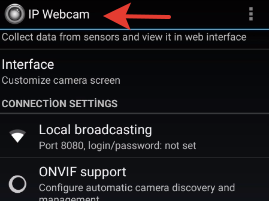 IP Webcam
Collect data from sensors and view it in web interface
Interface
Customize camera screen
CONNECTION SETTINGS
Local broadcasting
Port 8080, login/password: not set
ONVIF support
Configure automatic camera discovery and
management